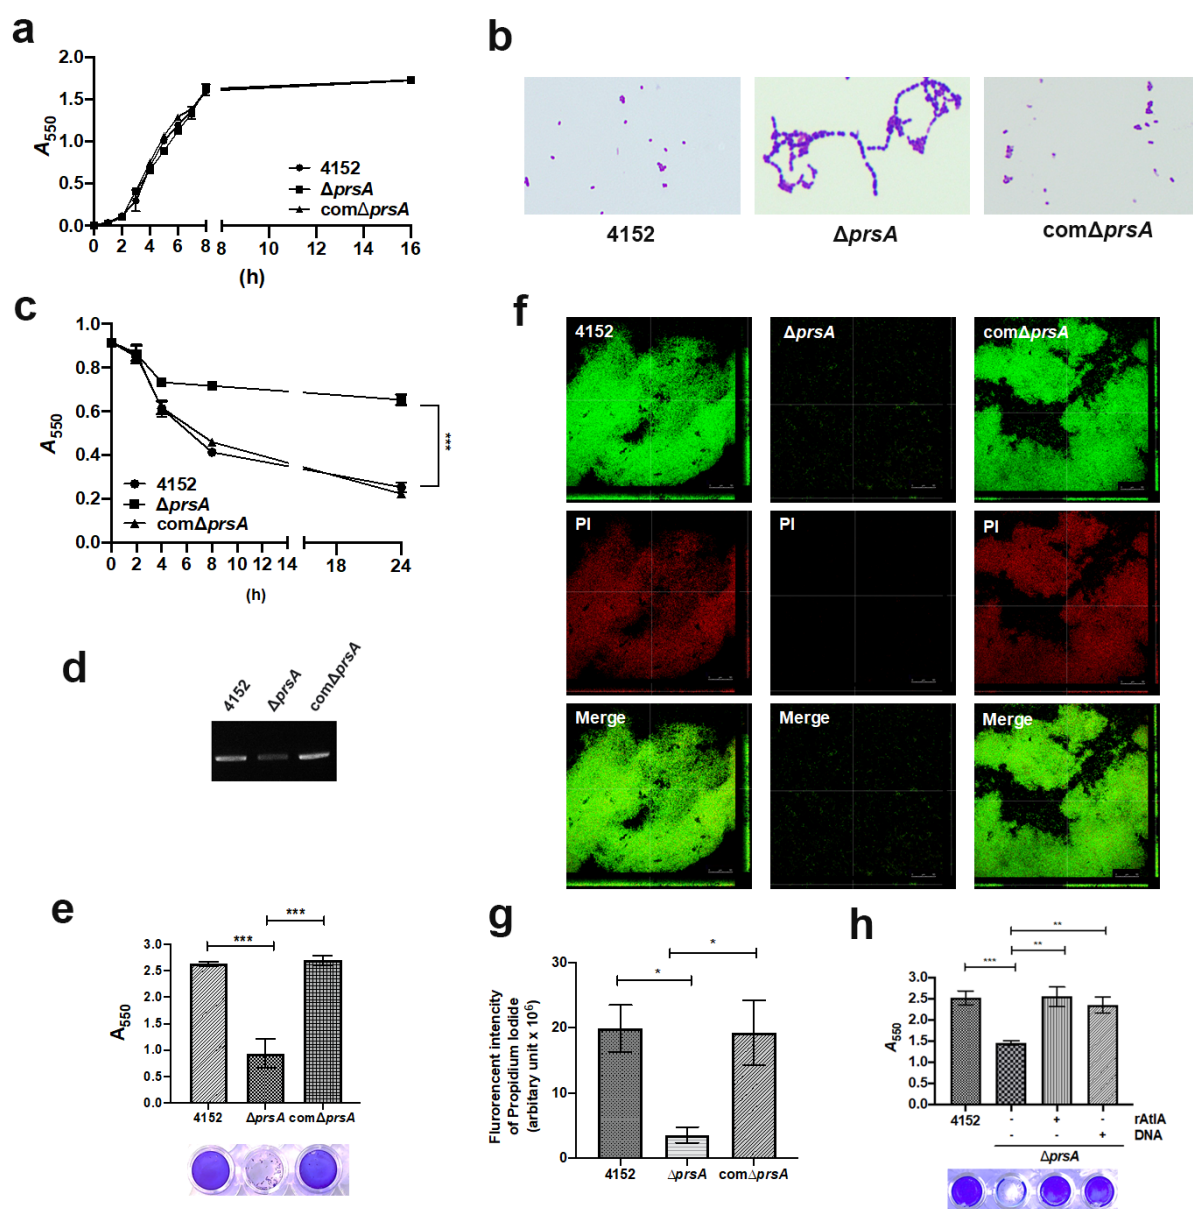 a
2.0
1.5
1.0
0.5
0.0
A550
4152
ΔprsA
comΔprsA
0 2 4 6 8 8 10 12 14 16
(h)
b
4152 ΔprsA comΔprsA
c
1.0
0.8
0.6
0.4
0.2
0.0
A550
***
4152
ΔprsA
comΔprsA
0 2 4 6 8 10 12 14 18 24
(h)
d
4152 ΔprsA comΔprsA
e
*** ***
3.0
2.5
2.0
1.5
1.0
0.5
0.0
A550
4152 ΔprsA comΔprsA
f
4152 ΔprsA comΔprsA
PI PI PI
Merge Merge Merge
g
Flurorencent intencity
of Propidium Iodide
(arbitary unit x 10⁶)
30
20
10
0
* *
4152 ΔprsA comΔprsA
h
**
**
***
3.0
2.5
2.0
1.5
1.0
0.5
0.0
A550
4152 - + - rAtlA
- - + DNA
ΔprsA